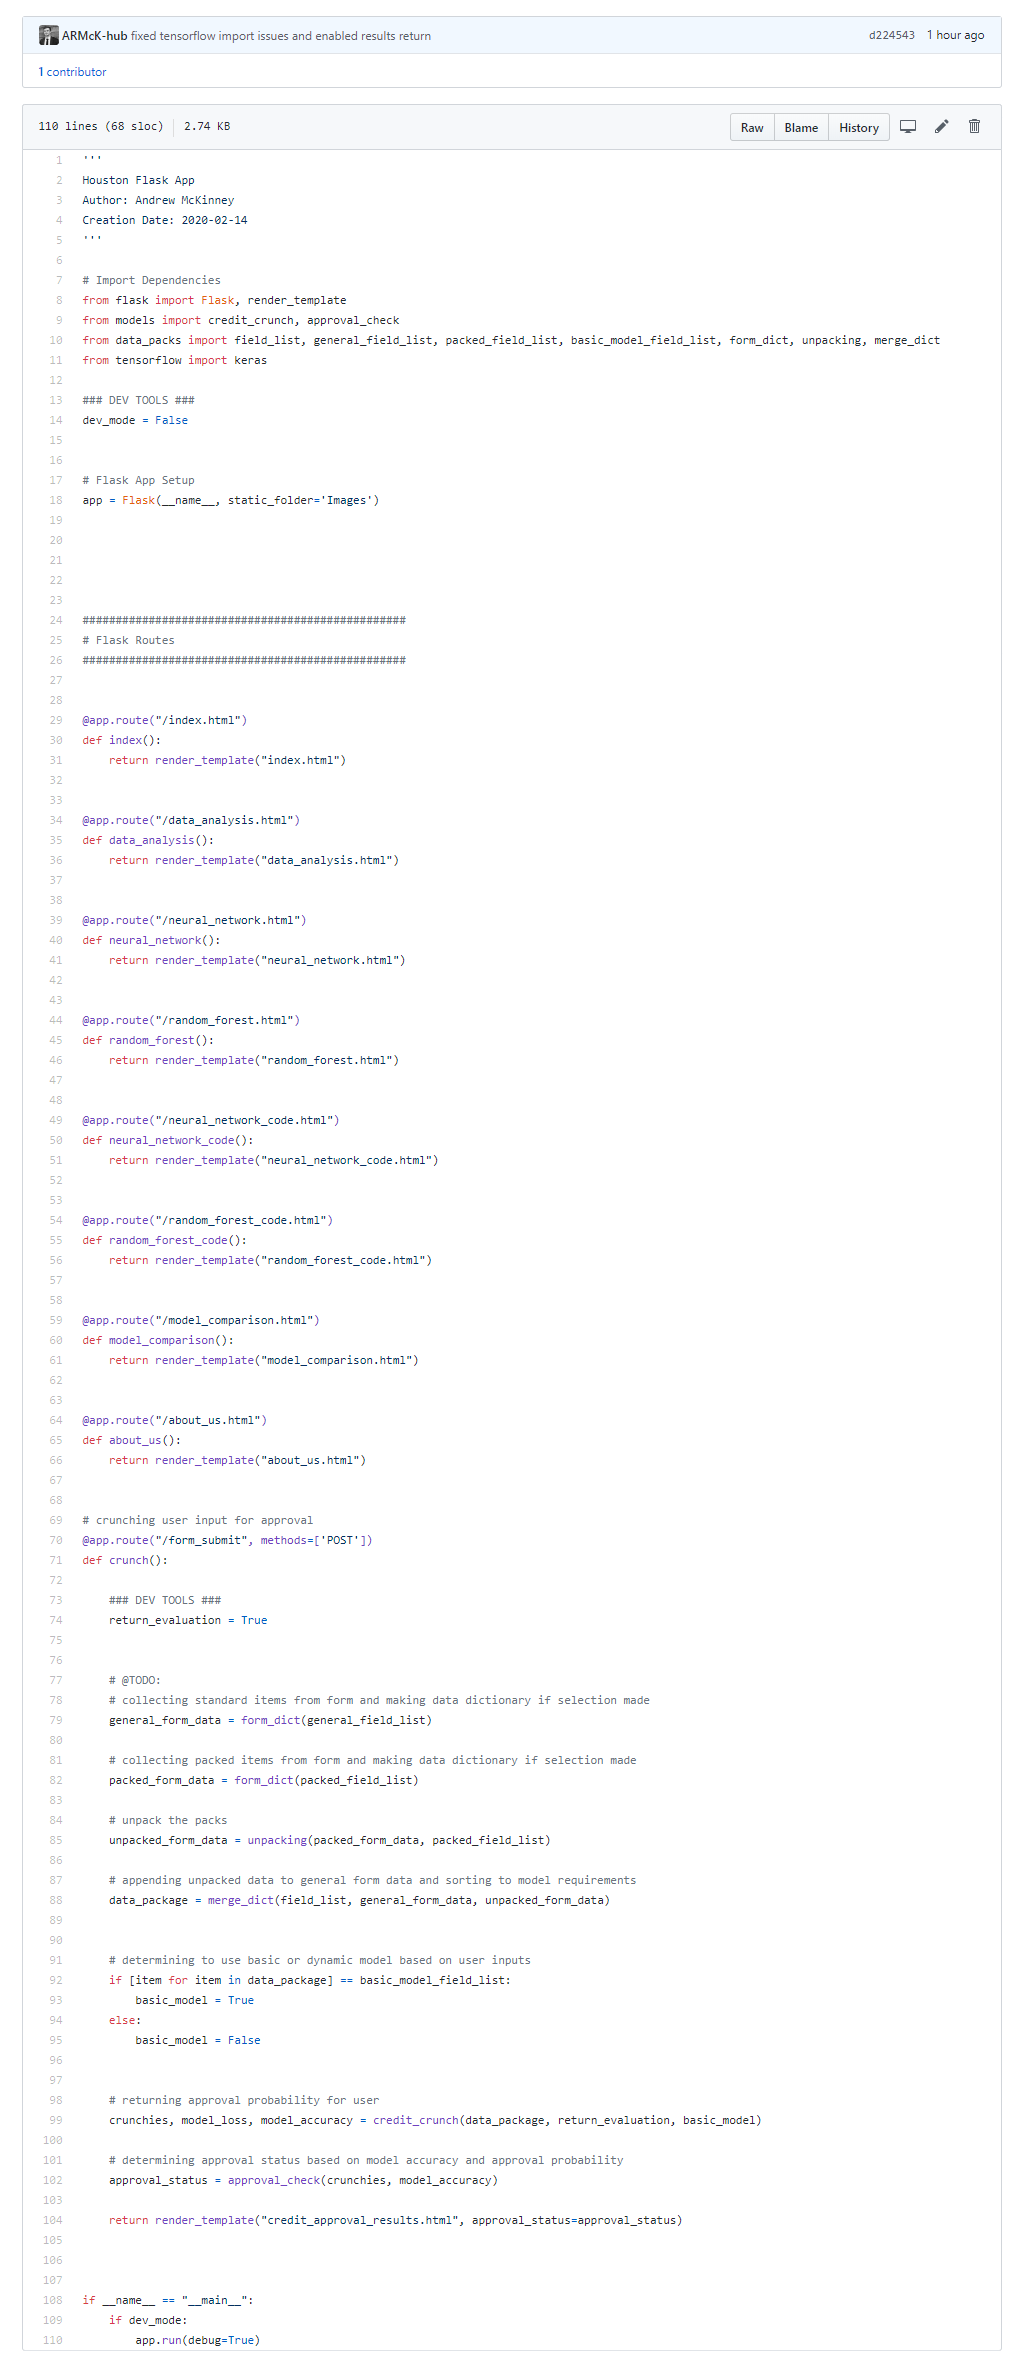 ARMcK-hub fixed tensorflow import issues and enabled results return d224543 1 hour ago
1 contributor
110 lines (68 sloc) 2.74 KB Raw Blame History
1 '''
2 Houston Flask App
3 Author: Andrew McKinney
4 Creation Date: 2020-02-14
5 '''
6
7 # Import Dependencies
8 from flask import Flask, render_template
9 from models import credit_crunch, approval_check
10 from data_packs import field_list, general_field_list, packed_field_list, basic_model_field_list, form_dict, unpacking, merge_dict
11 from tensorflow import keras
12
13 ### DEV TOOLS ###
14 dev_mode = False
15
16
17 # Flask App Setup
18 app = Flask(__name__, static_folder='Images')
19
20
21
22
23
24 #################################################
25 # Flask Routes
26 #################################################
27
28
29 @app.route("/index.html")
30 def index():
31     return render_template("index.html")
32
33
34 @app.route("/data_analysis.html")
35 def data_analysis():
36     return render_template("data_analysis.html")
37
38
39 @app.route("/neural_network.html")
40 def neural_network():
41     return render_template("neural_network.html")
42
43
44 @app.route("/random_forest.html")
45 def random_forest():
46     return render_template("random_forest.html")
47
48
49 @app.route("/neural_network_code.html")
50 def neural_network_code():
51     return render_template("neural_network_code.html")
52
53
54 @app.route("/random_forest_code.html")
55 def random_forest_code():
56     return render_template("random_forest_code.html")
57
58
59 @app.route("/model_comparison.html")
60 def model_comparison():
61     return render_template("model_comparison.html")
62
63
64 @app.route("/about_us.html")
65 def about_us():
66     return render_template("about_us.html")
67
68
69 # crunching user input for approval
70 @app.route("/form_submit", methods=['POST'])
71 def crunch():
72
73     ### DEV TOOLS ###
74     return_evaluation = True
75
76
77     # @TODO:
78     # collecting standard items from form and making data dictionary if selection made
79     general_form_data = form_dict(general_field_list)
80
81     # collecting packed items from form and making data dictionary if selection made
82     packed_form_data = form_dict(packed_field_list)
83
84     # unpack the packs
85     unpacked_form_data = unpacking(packed_form_data, packed_field_list)
86
87     # appending unpacked data to general form data and sorting to model requirements
88     data_package = merge_dict(field_list, general_form_data, unpacked_form_data)
89
90
91     # determining to use basic or dynamic model based on user inputs
92     if [item for item in data_package] == basic_model_field_list:
93         basic_model = True
94     else:
95         basic_model = False
96
97
98     # returning approval probability for user
99     crunchies, model_loss, model_accuracy = credit_crunch(data_package, return_evaluation, basic_model)
100
101     # determining approval status based on model accuracy and approval probability
102     approval_status = approval_check(crunchies, model_accuracy)
103
104     return render_template("credit_approval_results.html", approval_status=approval_status)
105
106
107
108 if __name__ == "__main__":
109     if dev_mode:
110         app.run(debug=True)